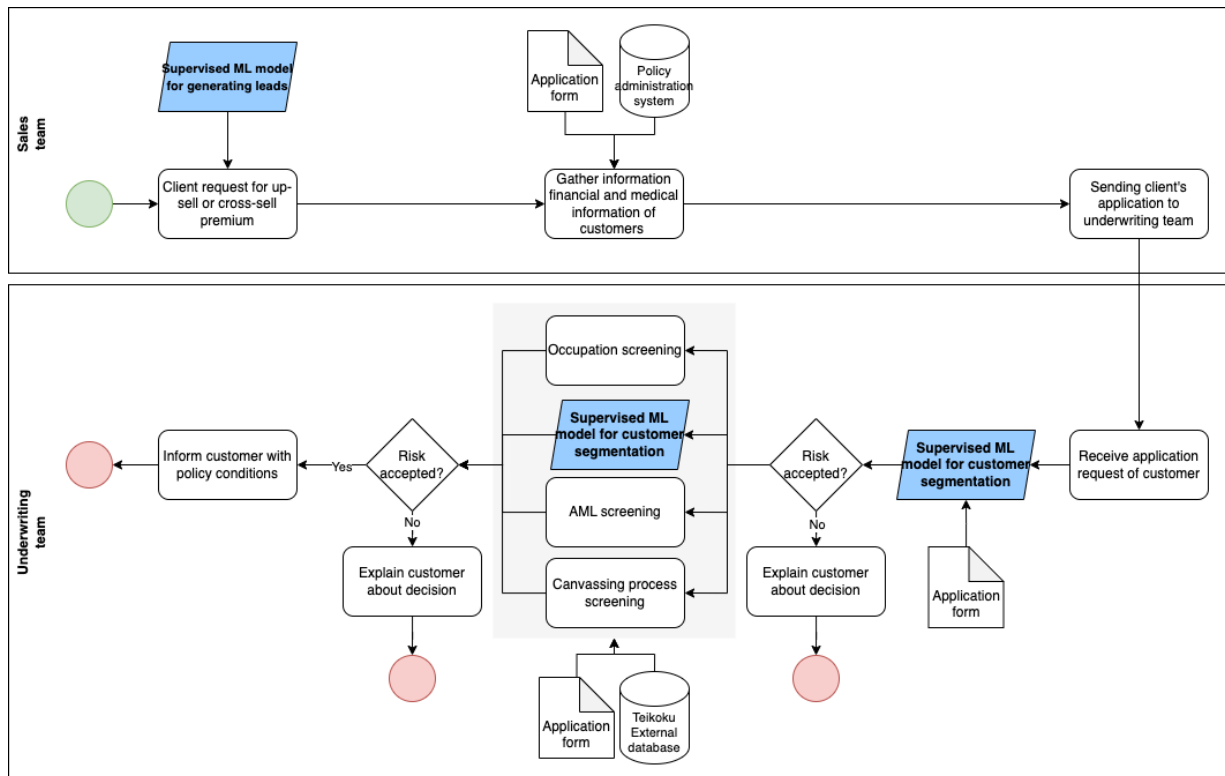 Sales
team
Supervised ML model
for generating leads
Application
form
Policy
administration
system
Client request for up-
sell or cross-sell
premium
Gather information
financial and medical
information of
customers
Sending client's
application to
underwriting team
Underwriting
team
Occupation screening
Supervised ML
model for customer
segmentation
AML screening
Canvassing process
screening
Inform customer with
policy conditions
Yes
Risk
accepted?
No
Explain customer
about decision
Risk
accepted?
No
Explain customer
about decision
Supervised ML
model for customer
segmentation
Receive application
request of customer
Application
form
Application
form
Teikoku
External
database